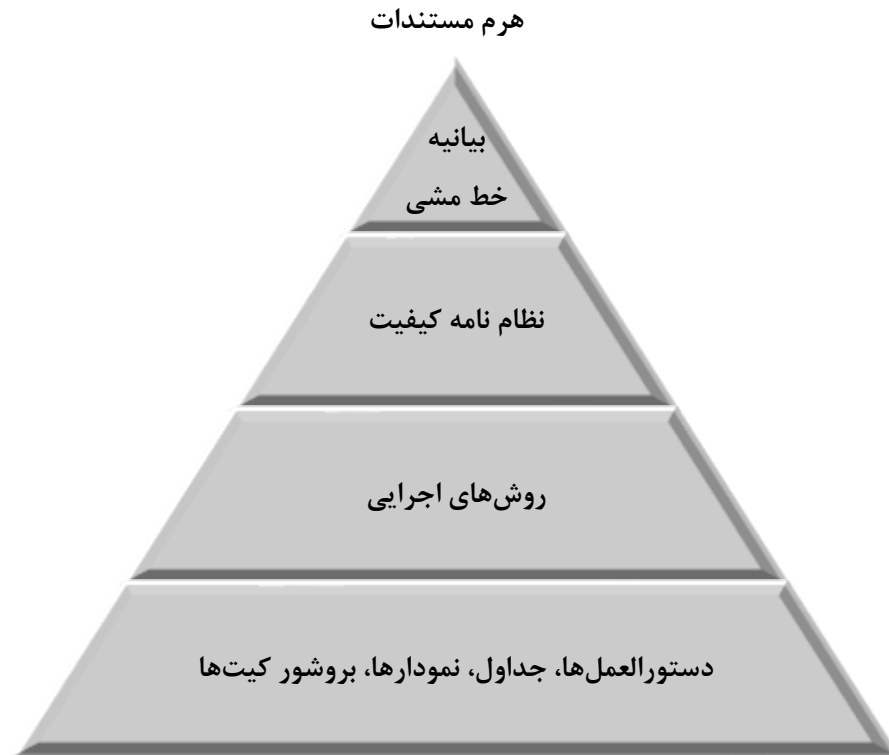 هرم مستندات
بیانیه
خط مشی
نظام نامه کیفیت
روش‌های اجرایی
دستورالعمل‌ها، جداول، نمودارها، بروشور کیت‌ها